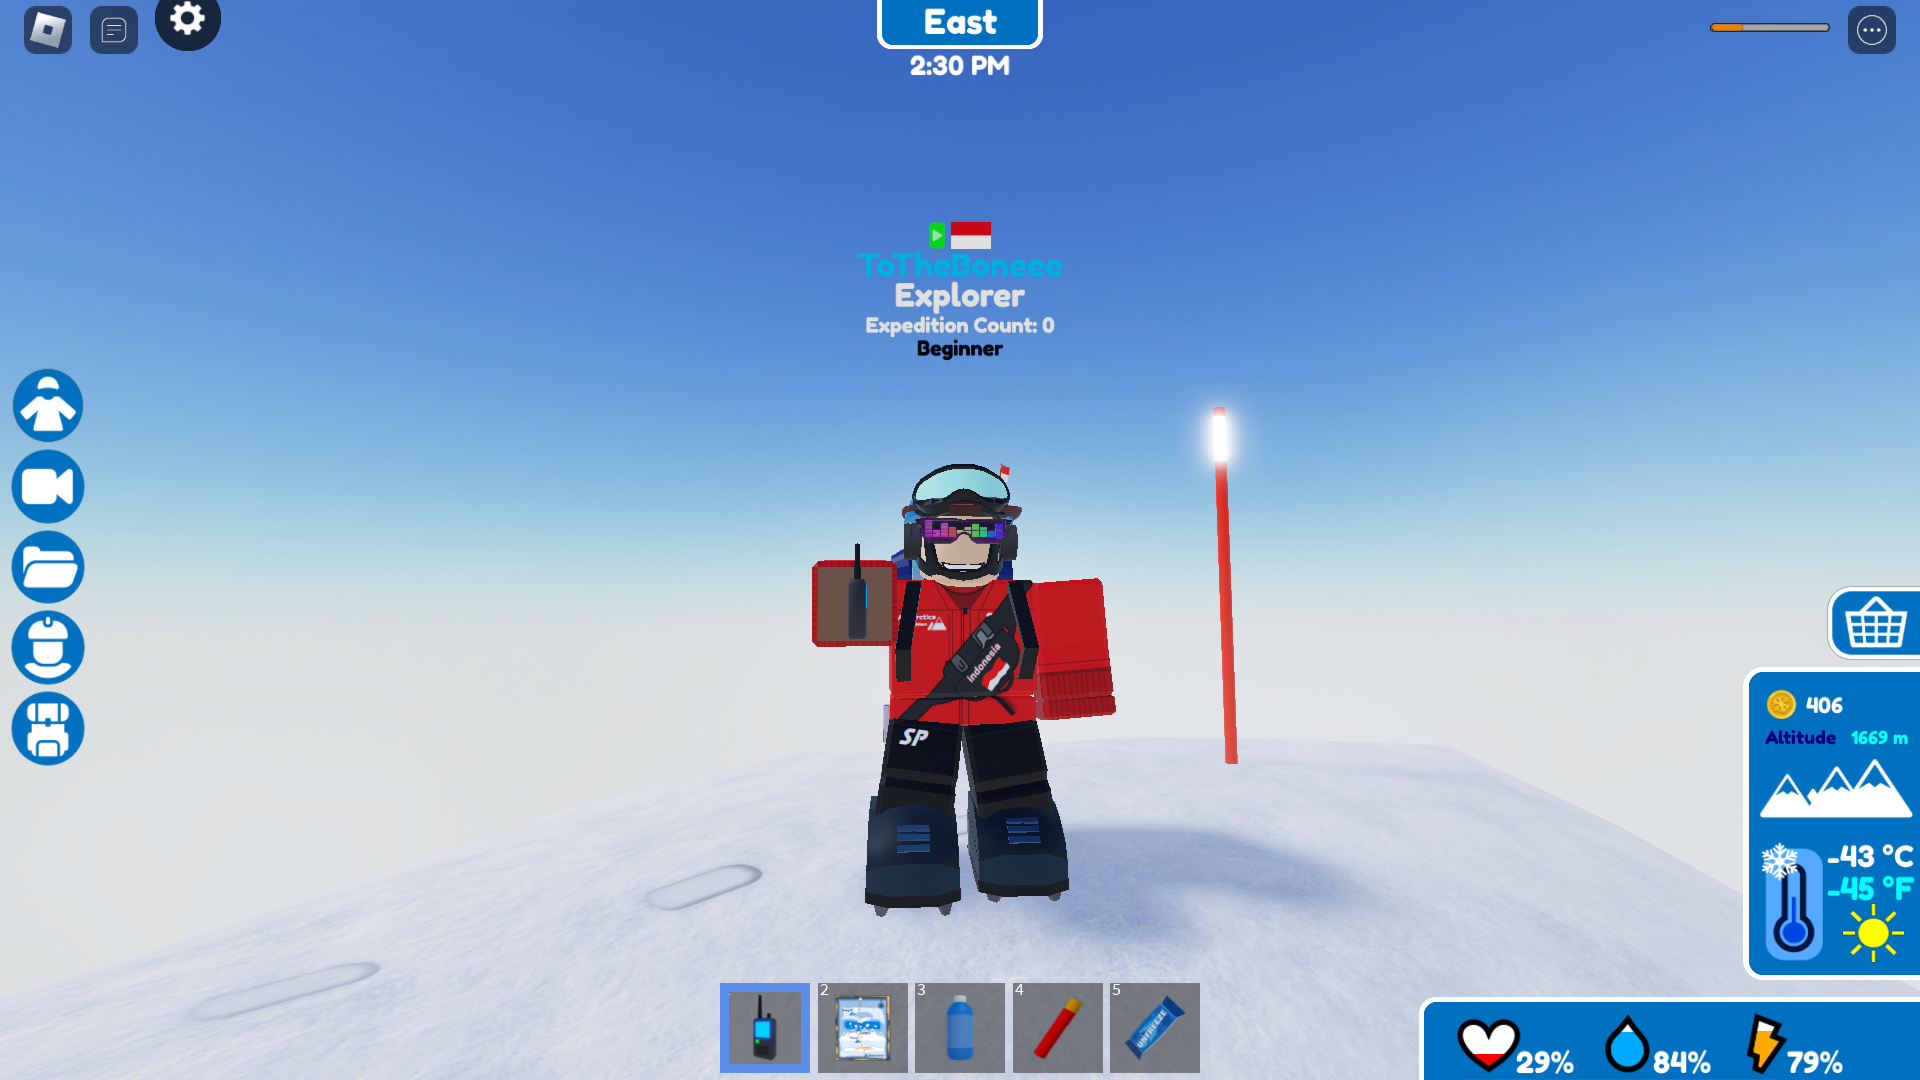 East
2:30 PM
ToTheBoneee
Explorer
Expedition Count: 0
Beginner
Indonesia
SP
406
Altitude 1669 m
-43 °C
-45 °F
2
3
4
5
UNFREEZE
29%
84%
79%